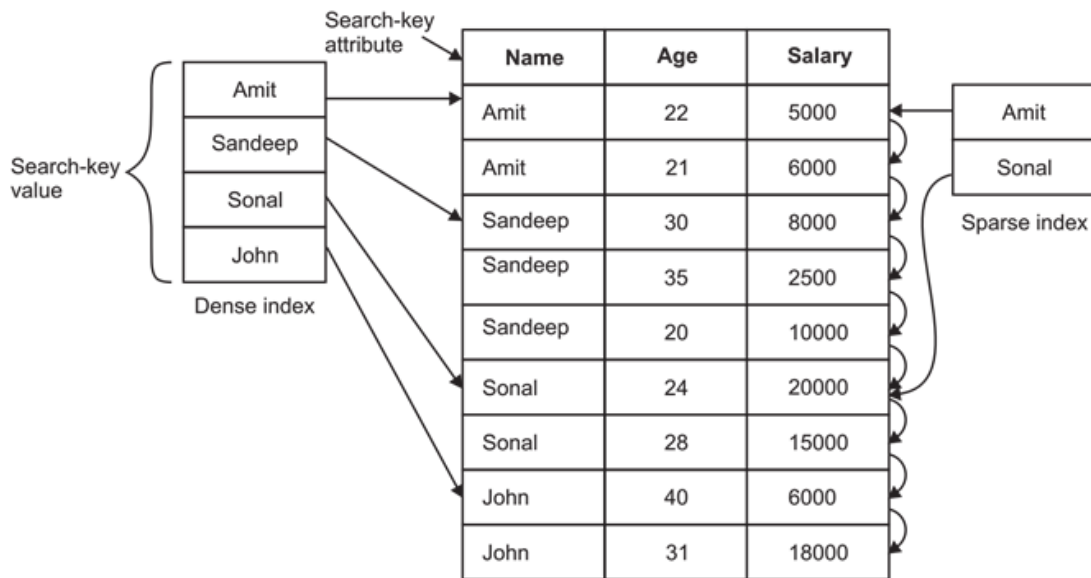 Search-key
attribute
Search-key
value
Amit
Sandeep
Sonal
John
Dense index
Name Age Salary
Amit 22 5000
Amit 21 6000
Sandeep 30 8000
Sandeep 35 2500
Sandeep 20 10000
Sonal 24 20000
Sonal 28 15000
John 40 6000
John 31 18000
Amit
Sonal
Sparse index